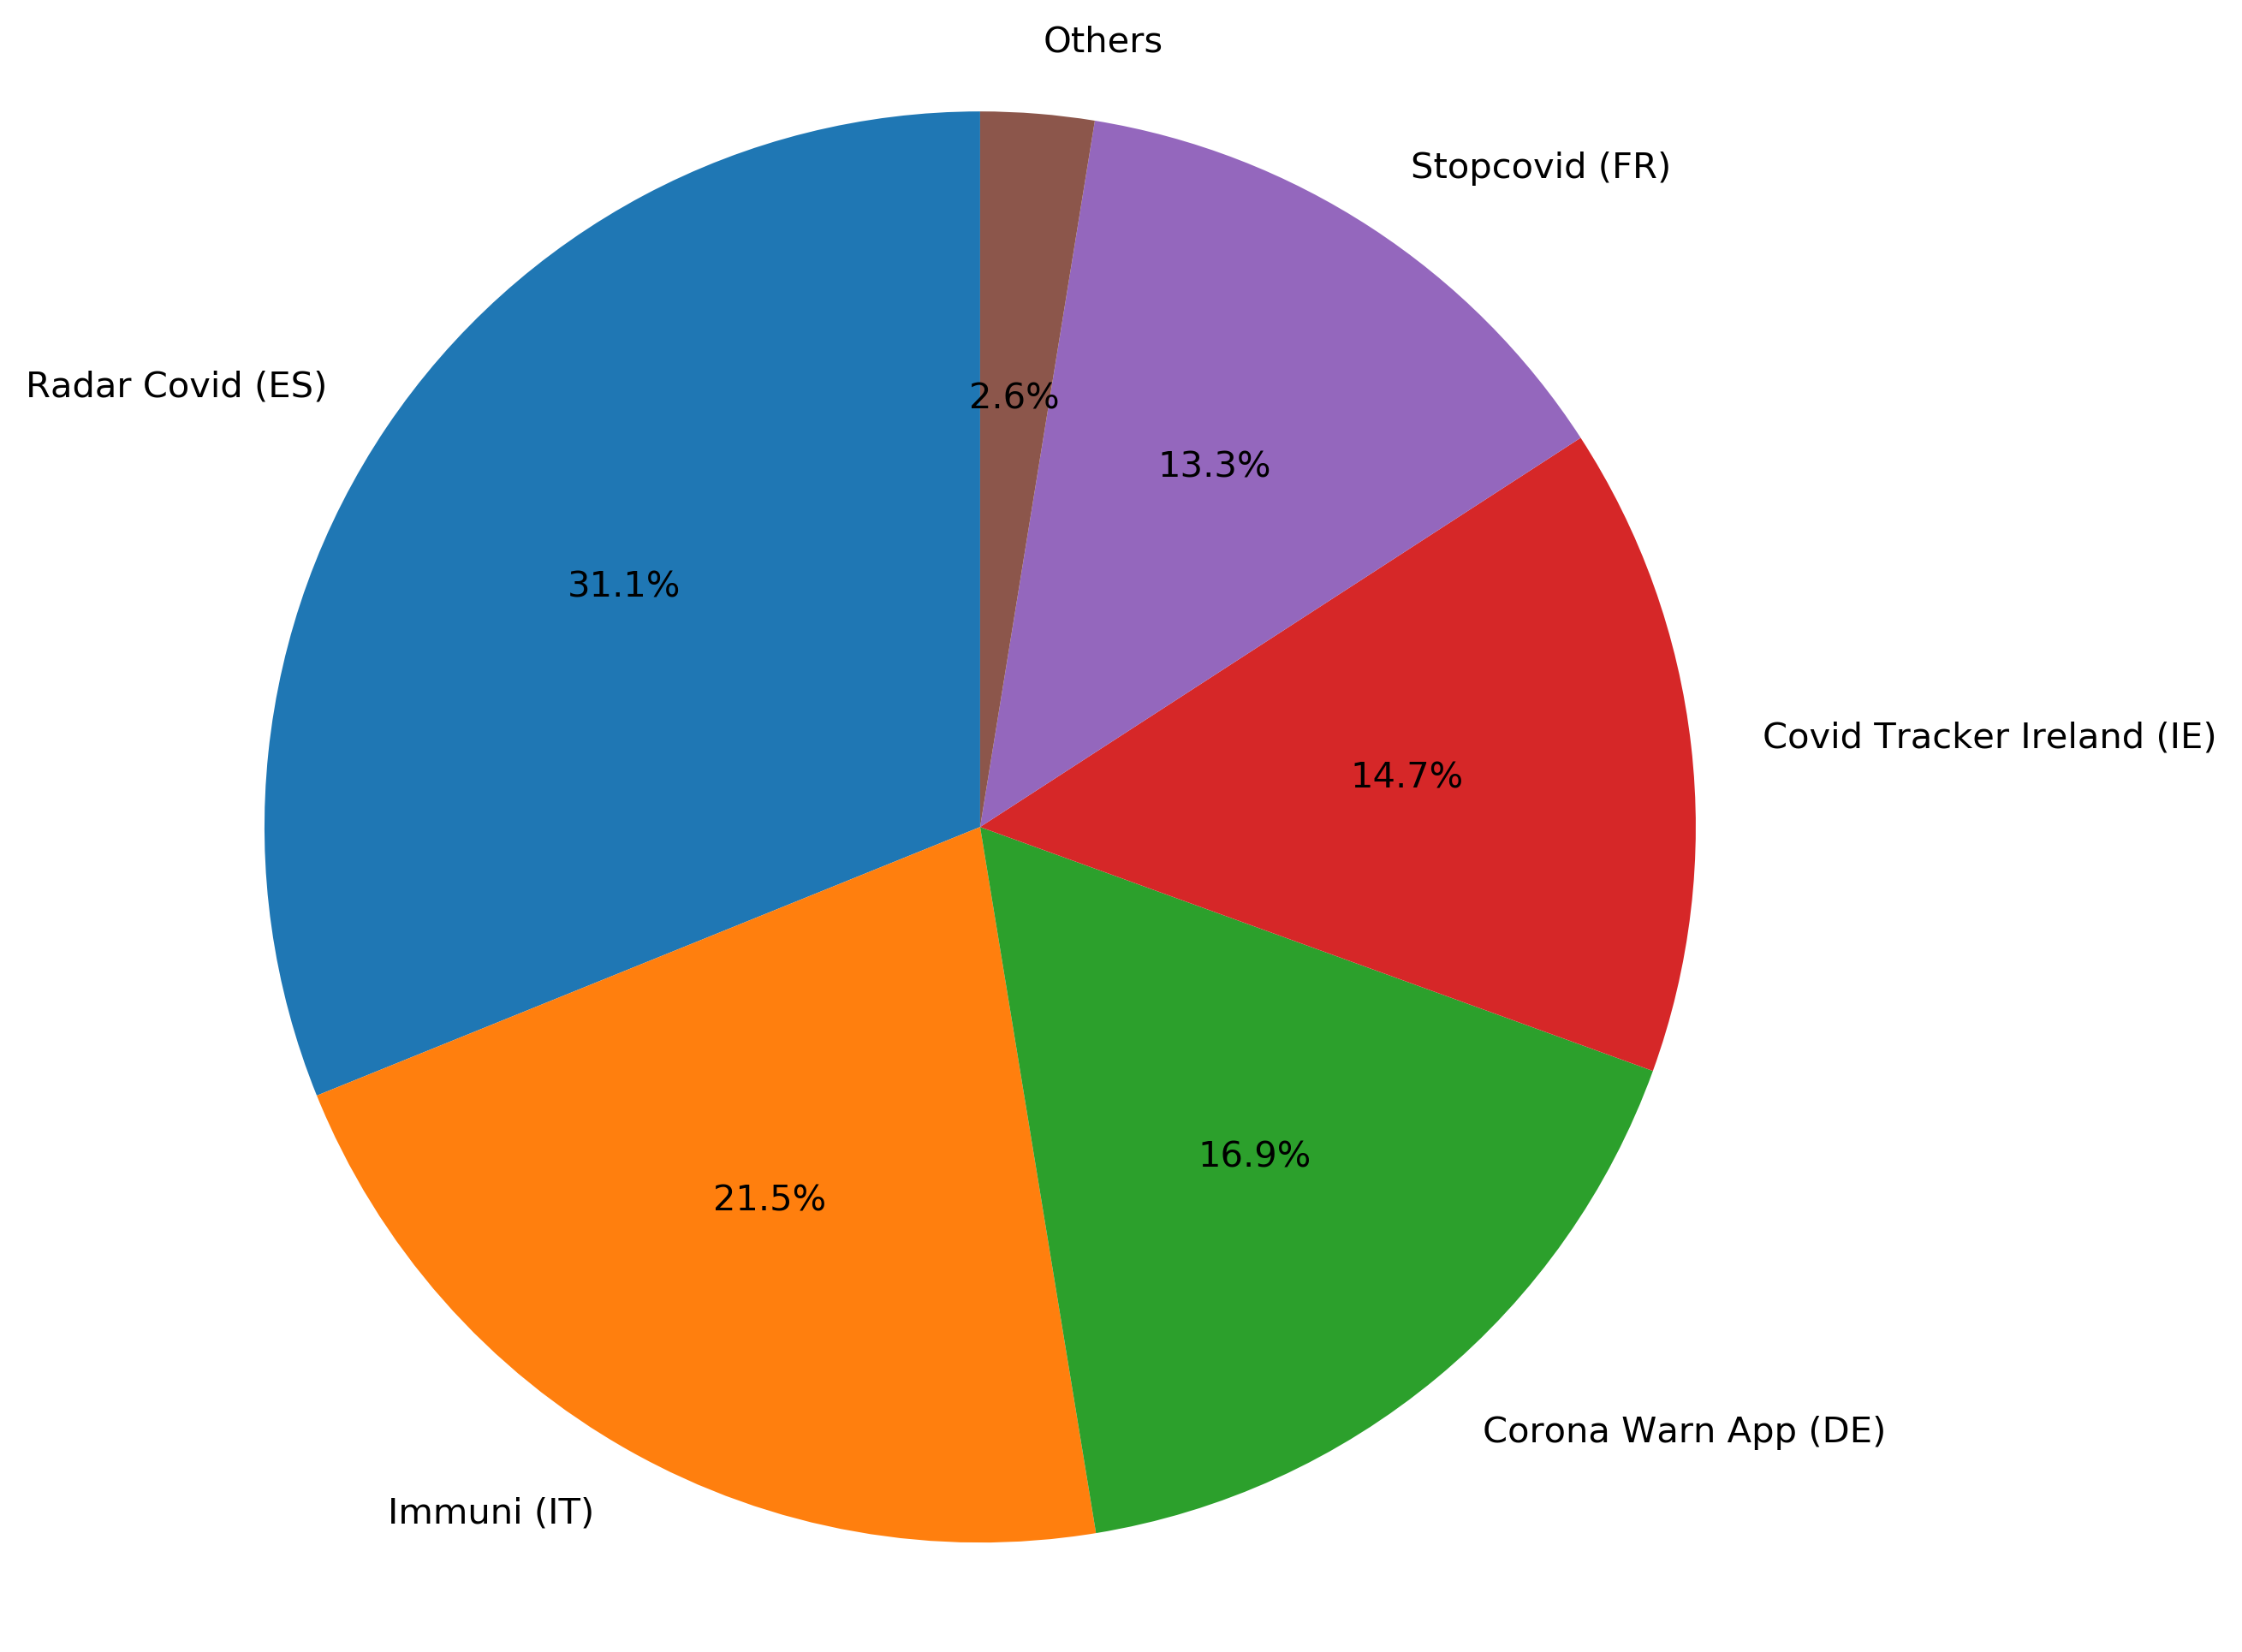 Others
Stopcovid (FR)
Radar Covid (ES)
2.6%
13.3%
31.1%
Covid Tracker Ireland (IE)
14.7%
16.9%
21.5%
Corona Warn App (DE)
Immuni (IT)